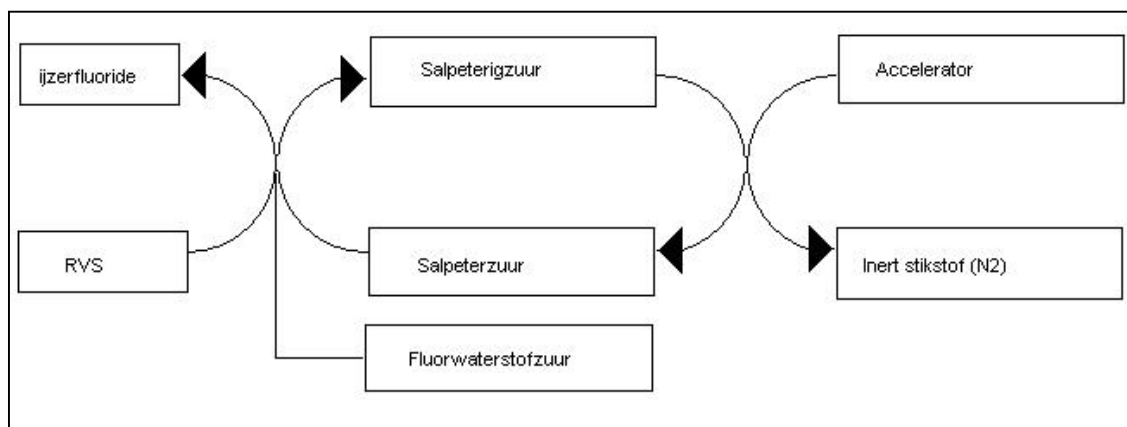 ijzerfluoride
Salpeterigzuur
Accelerator
RVS
Salpeterzuur
Inert stikstof (N2)
Fluorwaterstofzuur